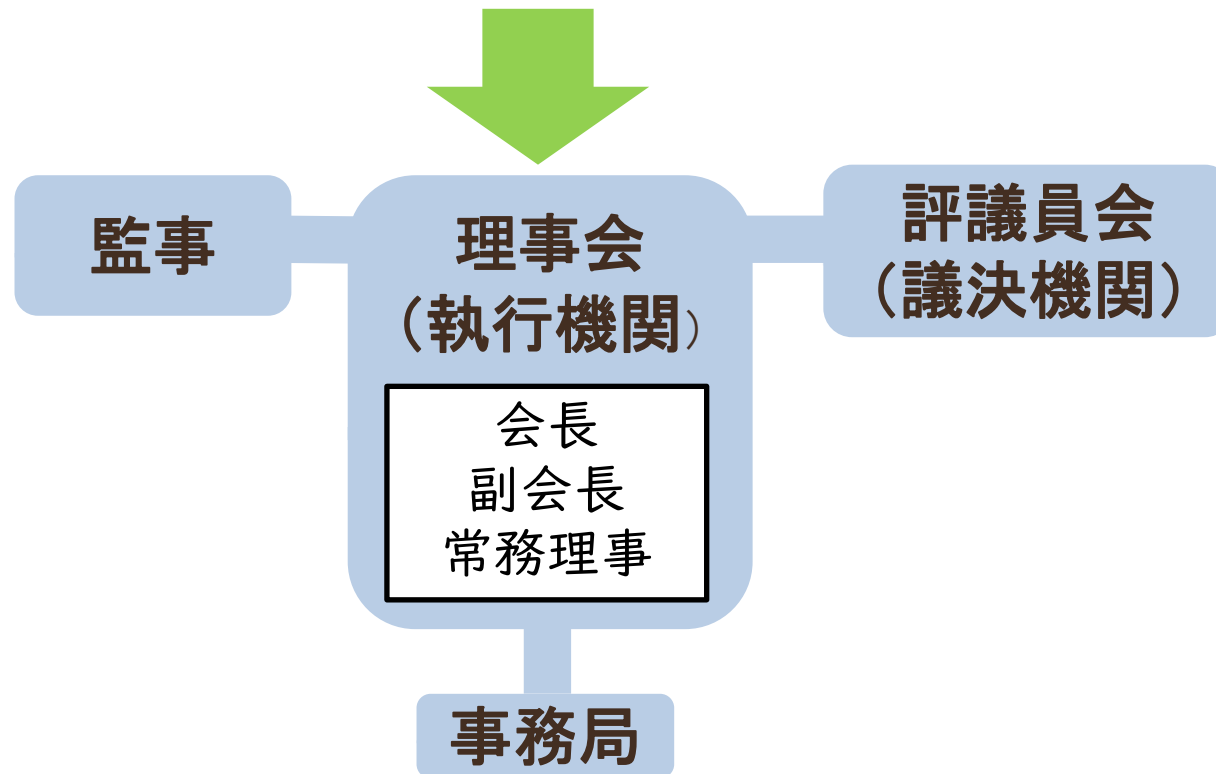 監事
理事会
（執行機関）
会長
副会長
常務理事
評議員会
（議決機関）
事務局